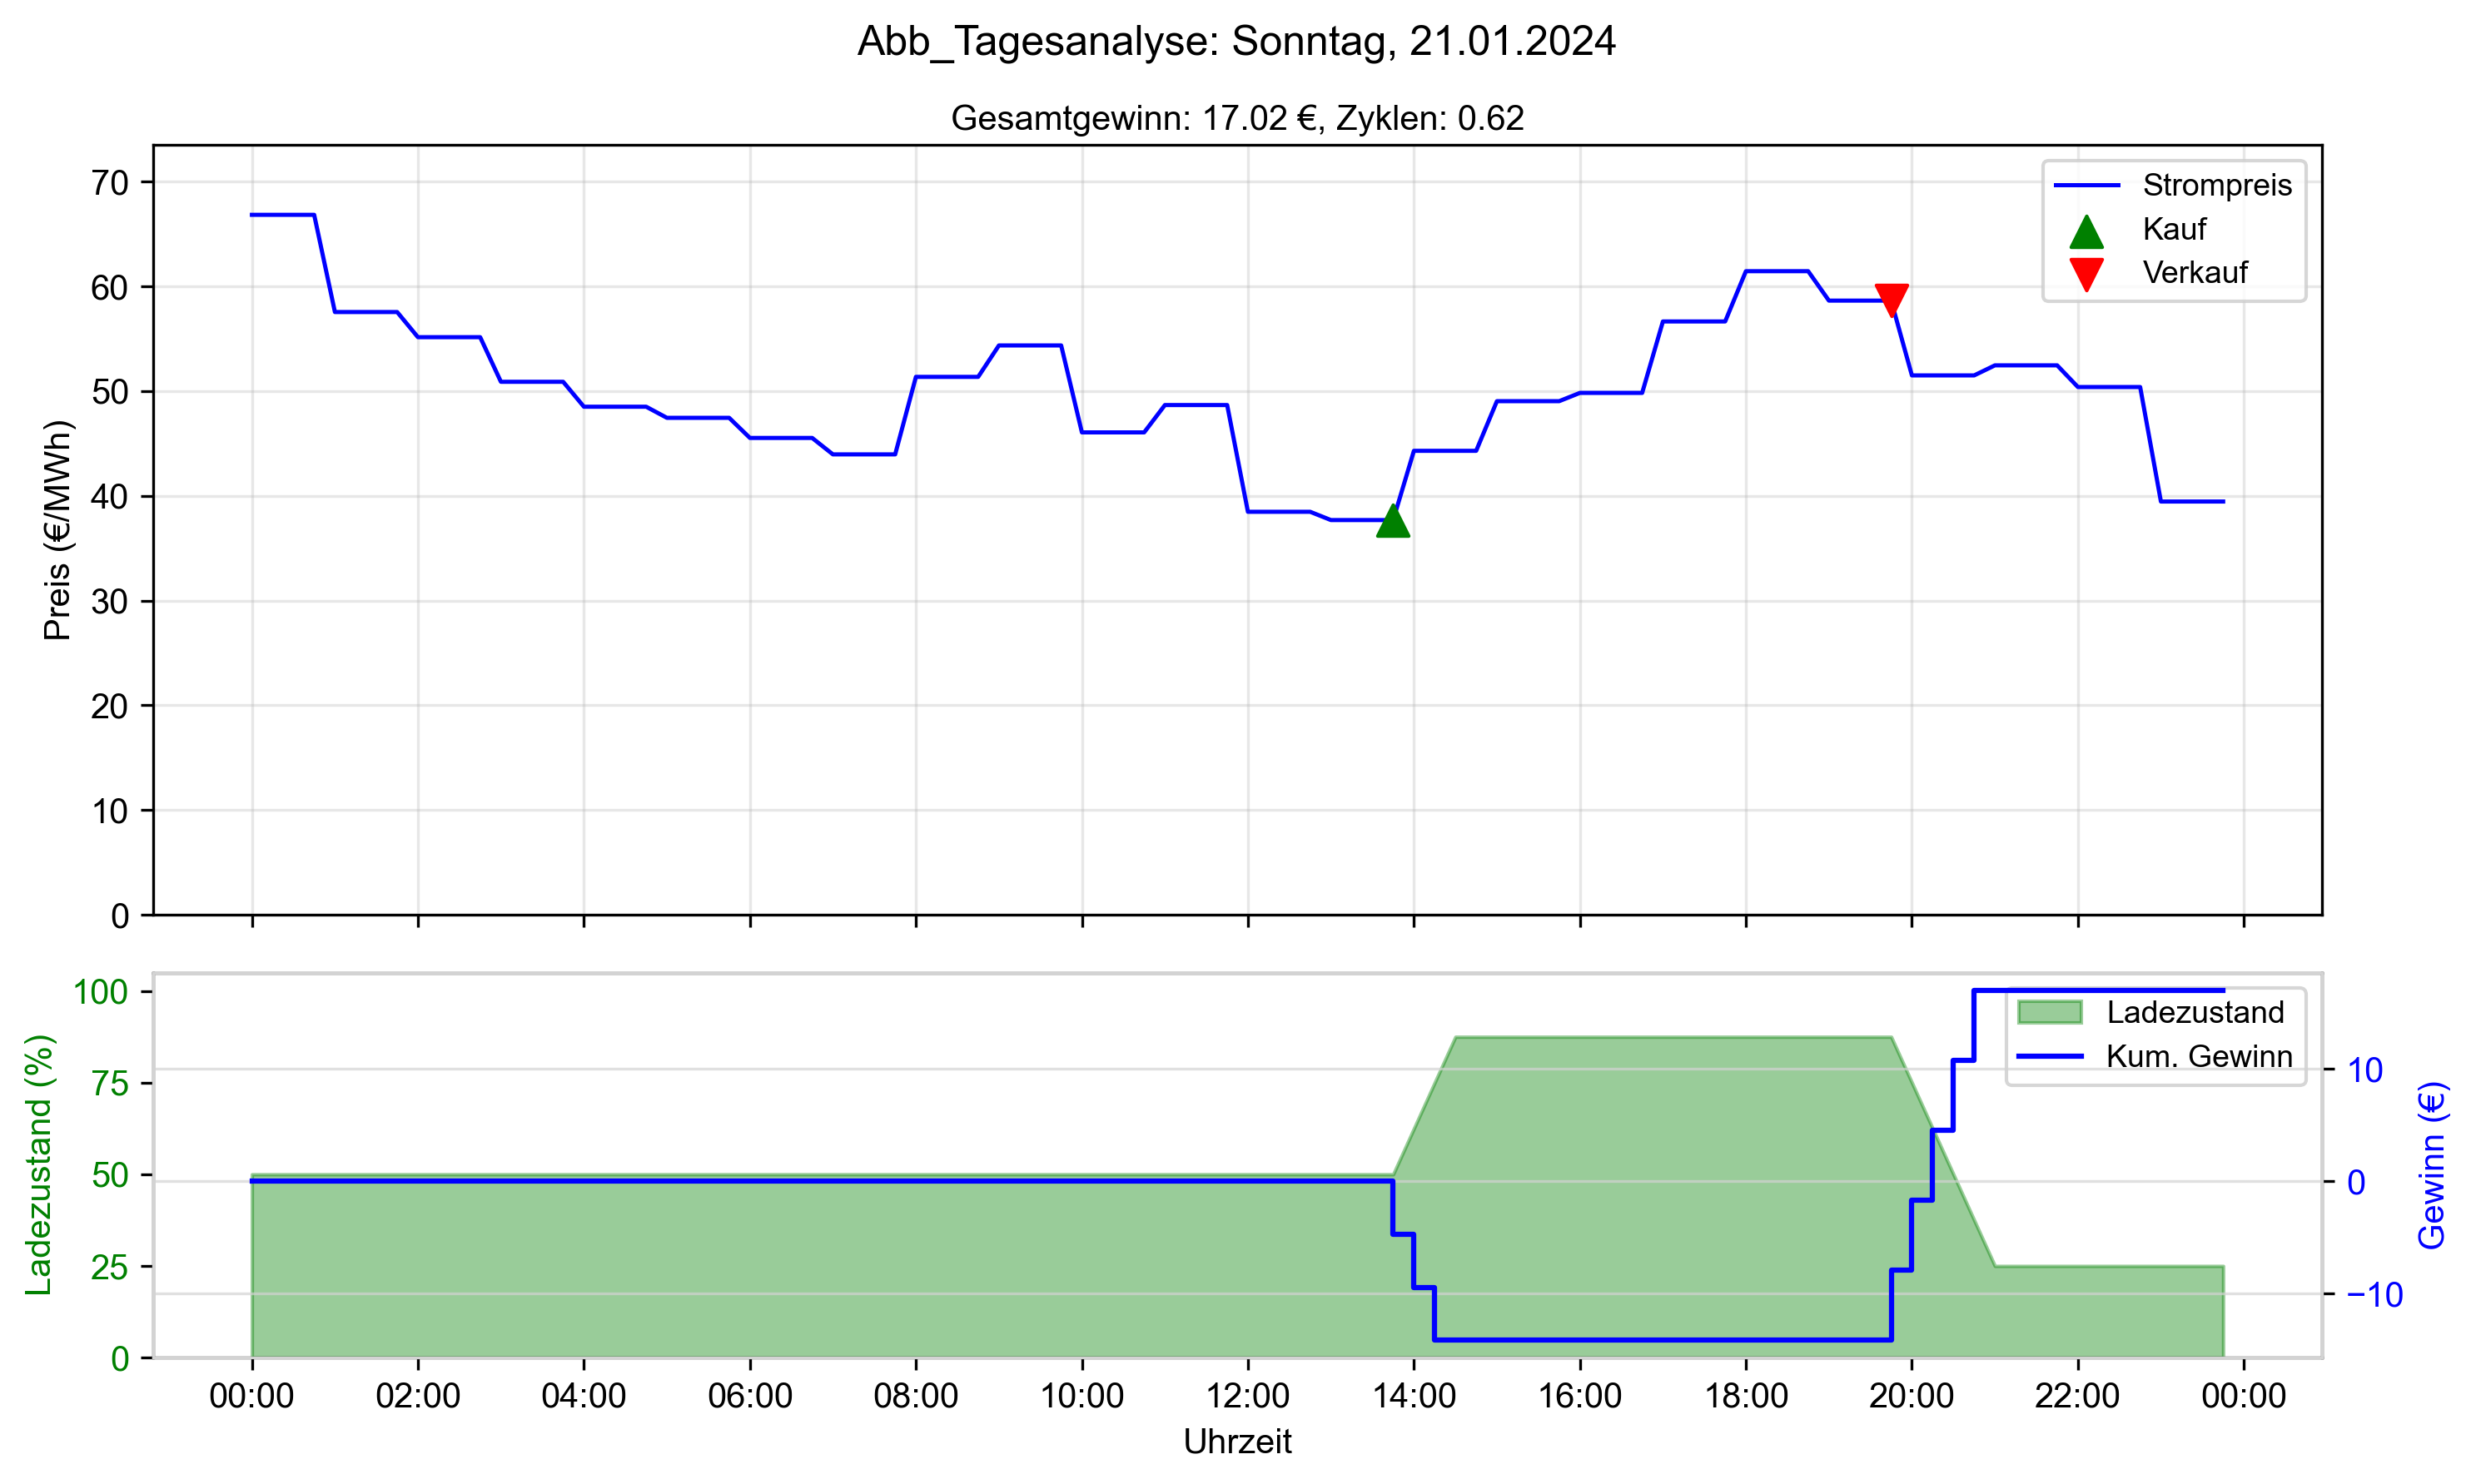 Abb_Tagesanalyse: Sonntag, 21.01.2024
Gesamtgewinn: 17.02 €, Zyklen: 0.62
Preis (€/MWh)
70
60
50
40
30
20
10
0
Strompreis
Kauf
Verkauf
Ladezustand (%)
100
75
50
25
0
Ladezustand
Kum. Gewinn
10
0
−10
Gewinn (€)
00:00 02:00 04:00 06:00 08:00 10:00 12:00 14:00 16:00 18:00 20:00 22:00 00:00
Uhrzeit